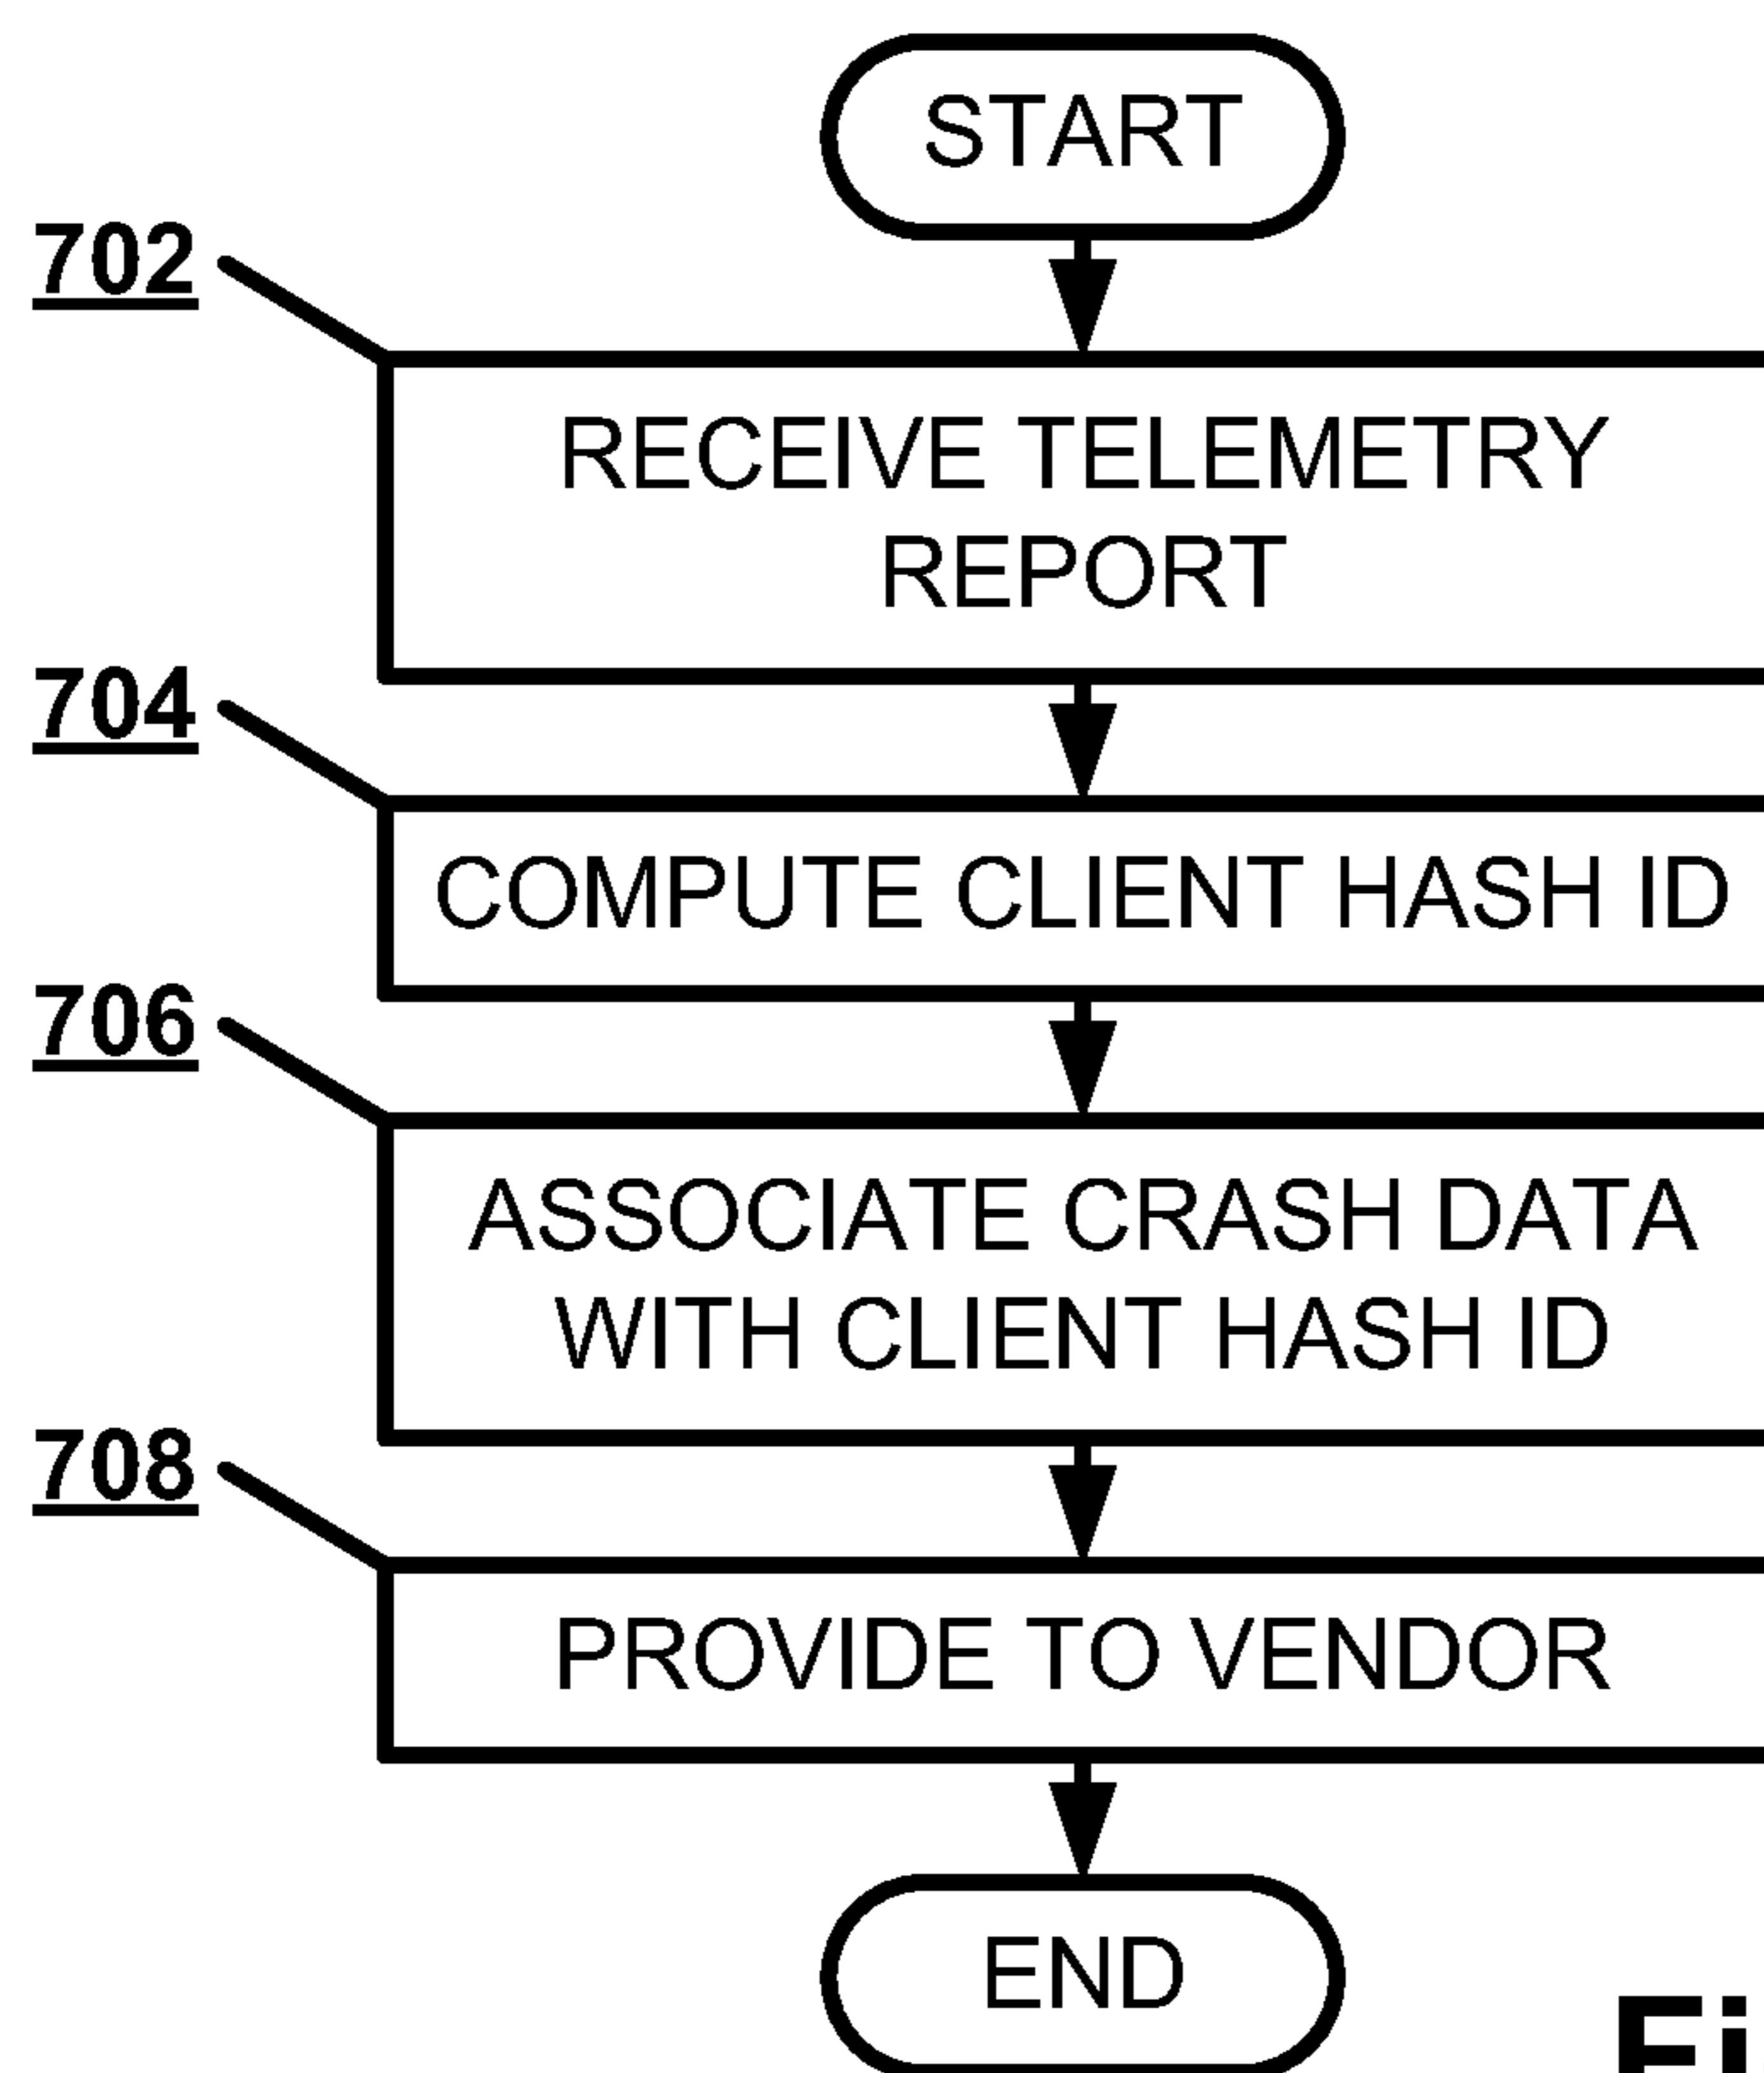 START
702
RECEIVE TELEMETRY
REPORT
704
COMPUTE CLIENT HASH ID
706
ASSOCIATE CRASH DATA
WITH CLIENT HASH ID
708
PROVIDE TO VENDOR
END